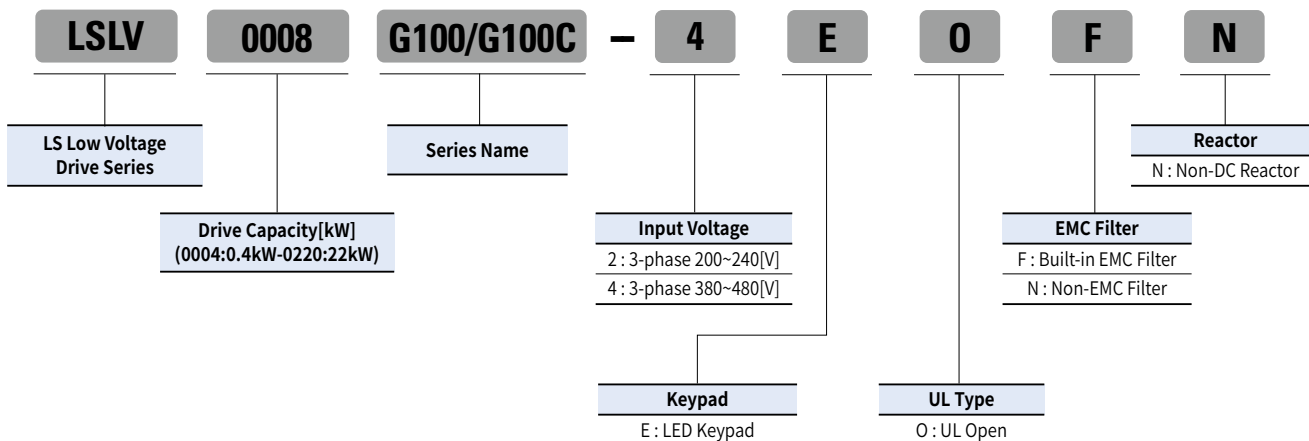 LSLV 0008 G100/G100C – 4 E O F N
LS Low Voltage
Drive Series
Series Name
Reactor
N : Non-DC Reactor
Drive Capacity[kW]
(0004:0.4kW-0220:22kW)
Input Voltage
2 : 3-phase 200~240[V]
4 : 3-phase 380~480[V]
EMC Filter
F : Built-in EMC Filter
N : Non-EMC Filter
Keypad
E : LED Keypad
UL Type
O : UL Open